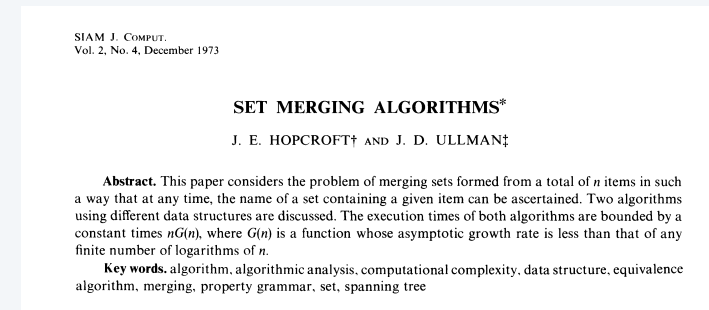 SIAM J. COMPUT.
Vol. 2, No. 4, December 1973
SET MERGING ALGORITHMS*
J. E. HOPCROFT† AND J. D. ULLMAN‡
Abstract. This paper considers the problem of merging sets formed from a total of n items in such
a way that at any time, the name of a set containing a given item can be ascertained. Two algorithms
using different data structures are discussed. The execution times of both algorithms are bounded by a
constant times nG(n), where G(n) is a function whose asymptotic growth rate is less than that of any
finite number of logarithms of n.
Key words. algorithm, algorithmic analysis, computational complexity, data structure, equivalence
algorithm, merging, property grammar, set, spanning tree